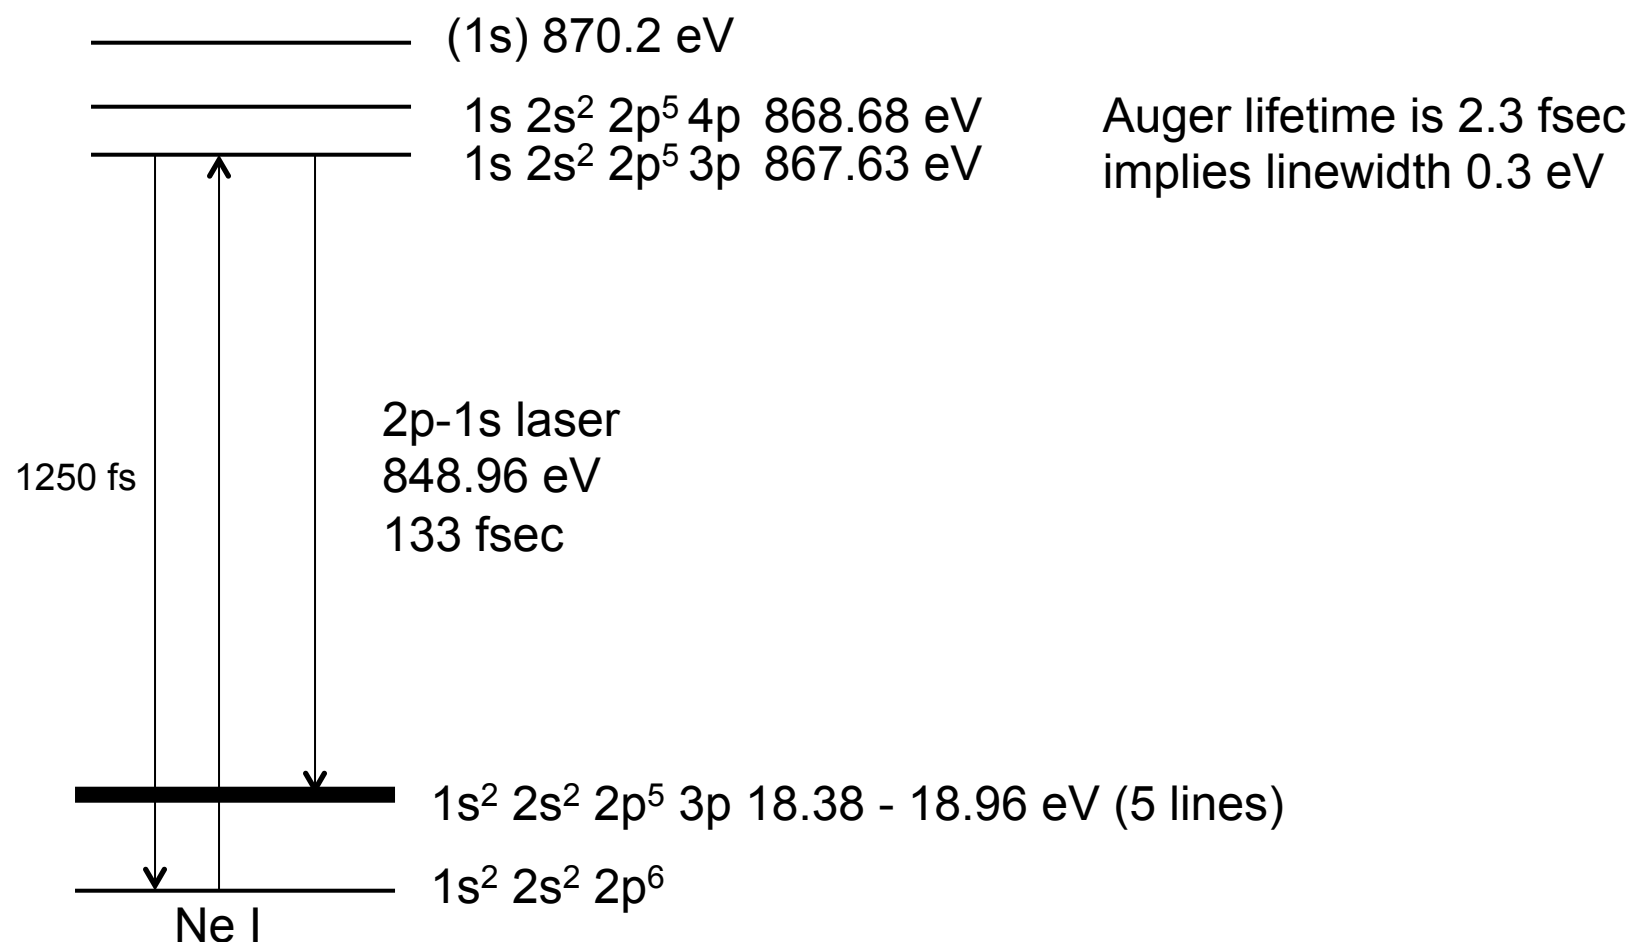 (1s) 870.2 eV
1s 2s² 2p⁵ 4p 868.68 eV
1s 2s² 2p⁵ 3p 867.63 eV
Auger lifetime is 2.3 fsec
implies linewidth 0.3 eV
2p-1s laser
848.96 eV
133 fsec
1250 fs
1s² 2s² 2p⁵ 3p 18.38 - 18.96 eV (5 lines)
1s² 2s² 2p⁶
Ne I